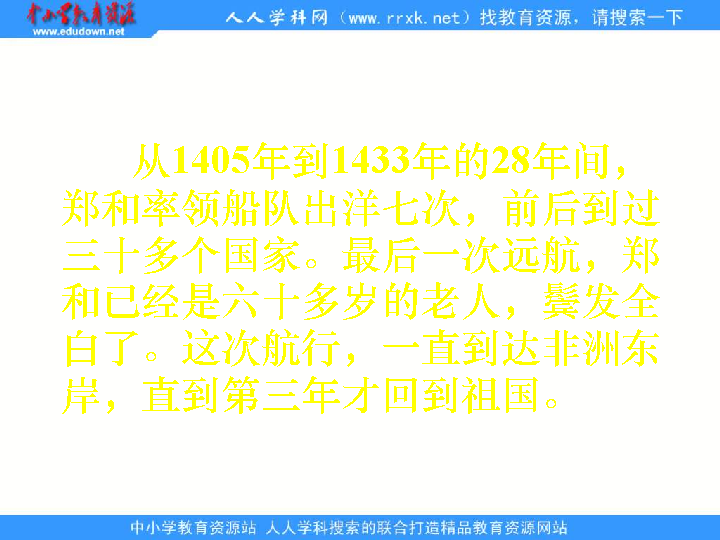 中小学教育资源
www.edudown.net
人人学科网（www.rrxk.net）找教育资源，请搜索一下
从1405年到1433年的28年间，
郑和率领船队出洋七次，前后到过
三十多个国家。最后一次远航，郑
和已经是六十多岁的老人，鬓发全
白了。这次航行，一直到达非洲东
岸，直到第三年才回到祖国。
中小学教育资源站 人人学科搜索的联合打造精品教育资源网站